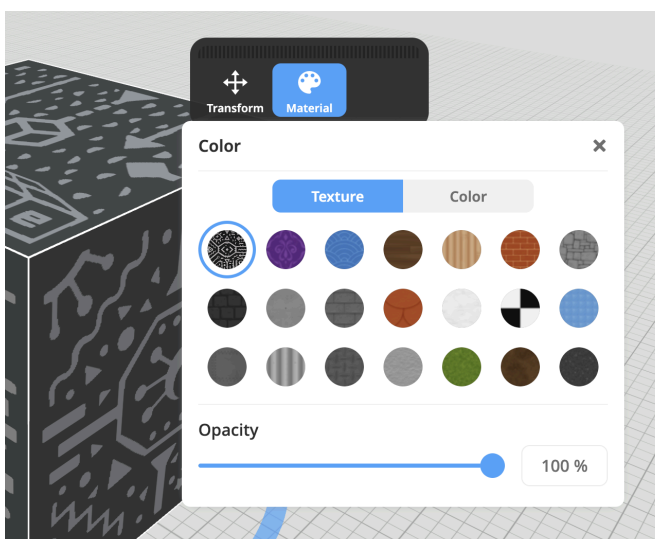 Transform
Material
Color
Texture
Color
Opacity
100 %